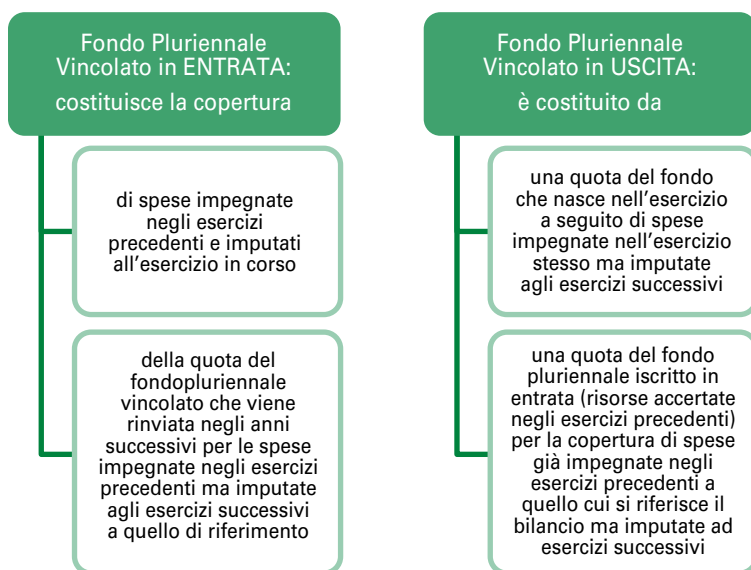 Fondo Pluriennale
Vincolato in ENTRATA:
costituisce la copertura
di spese impegnate
negli esercizi
precedenti e imputati
all'esercizio in corso
della quota del
fondopluriennale
vincolato che viene
rinviata negli anni
successivi per le spese
impegnate negli esercizi
precedenti ma imputate
agli esercizi successivi
a quello di riferimento
Fondo Pluriennale
Vincolato in USCITA:
è costituito da
una quota del fondo
che nasce nell'esercizio
a seguito di spese
impegnate nell'esercizio
stesso ma imputate
agli esercizi successivi
una quota del fondo
pluriennale iscritto in
entrata (risorse accertate
negli esercizi precedenti)
per la copertura di spese
già impegnate negli
esercizi precedenti a
quello cui si riferisce il
bilancio ma imputate ad
esercizi successivi